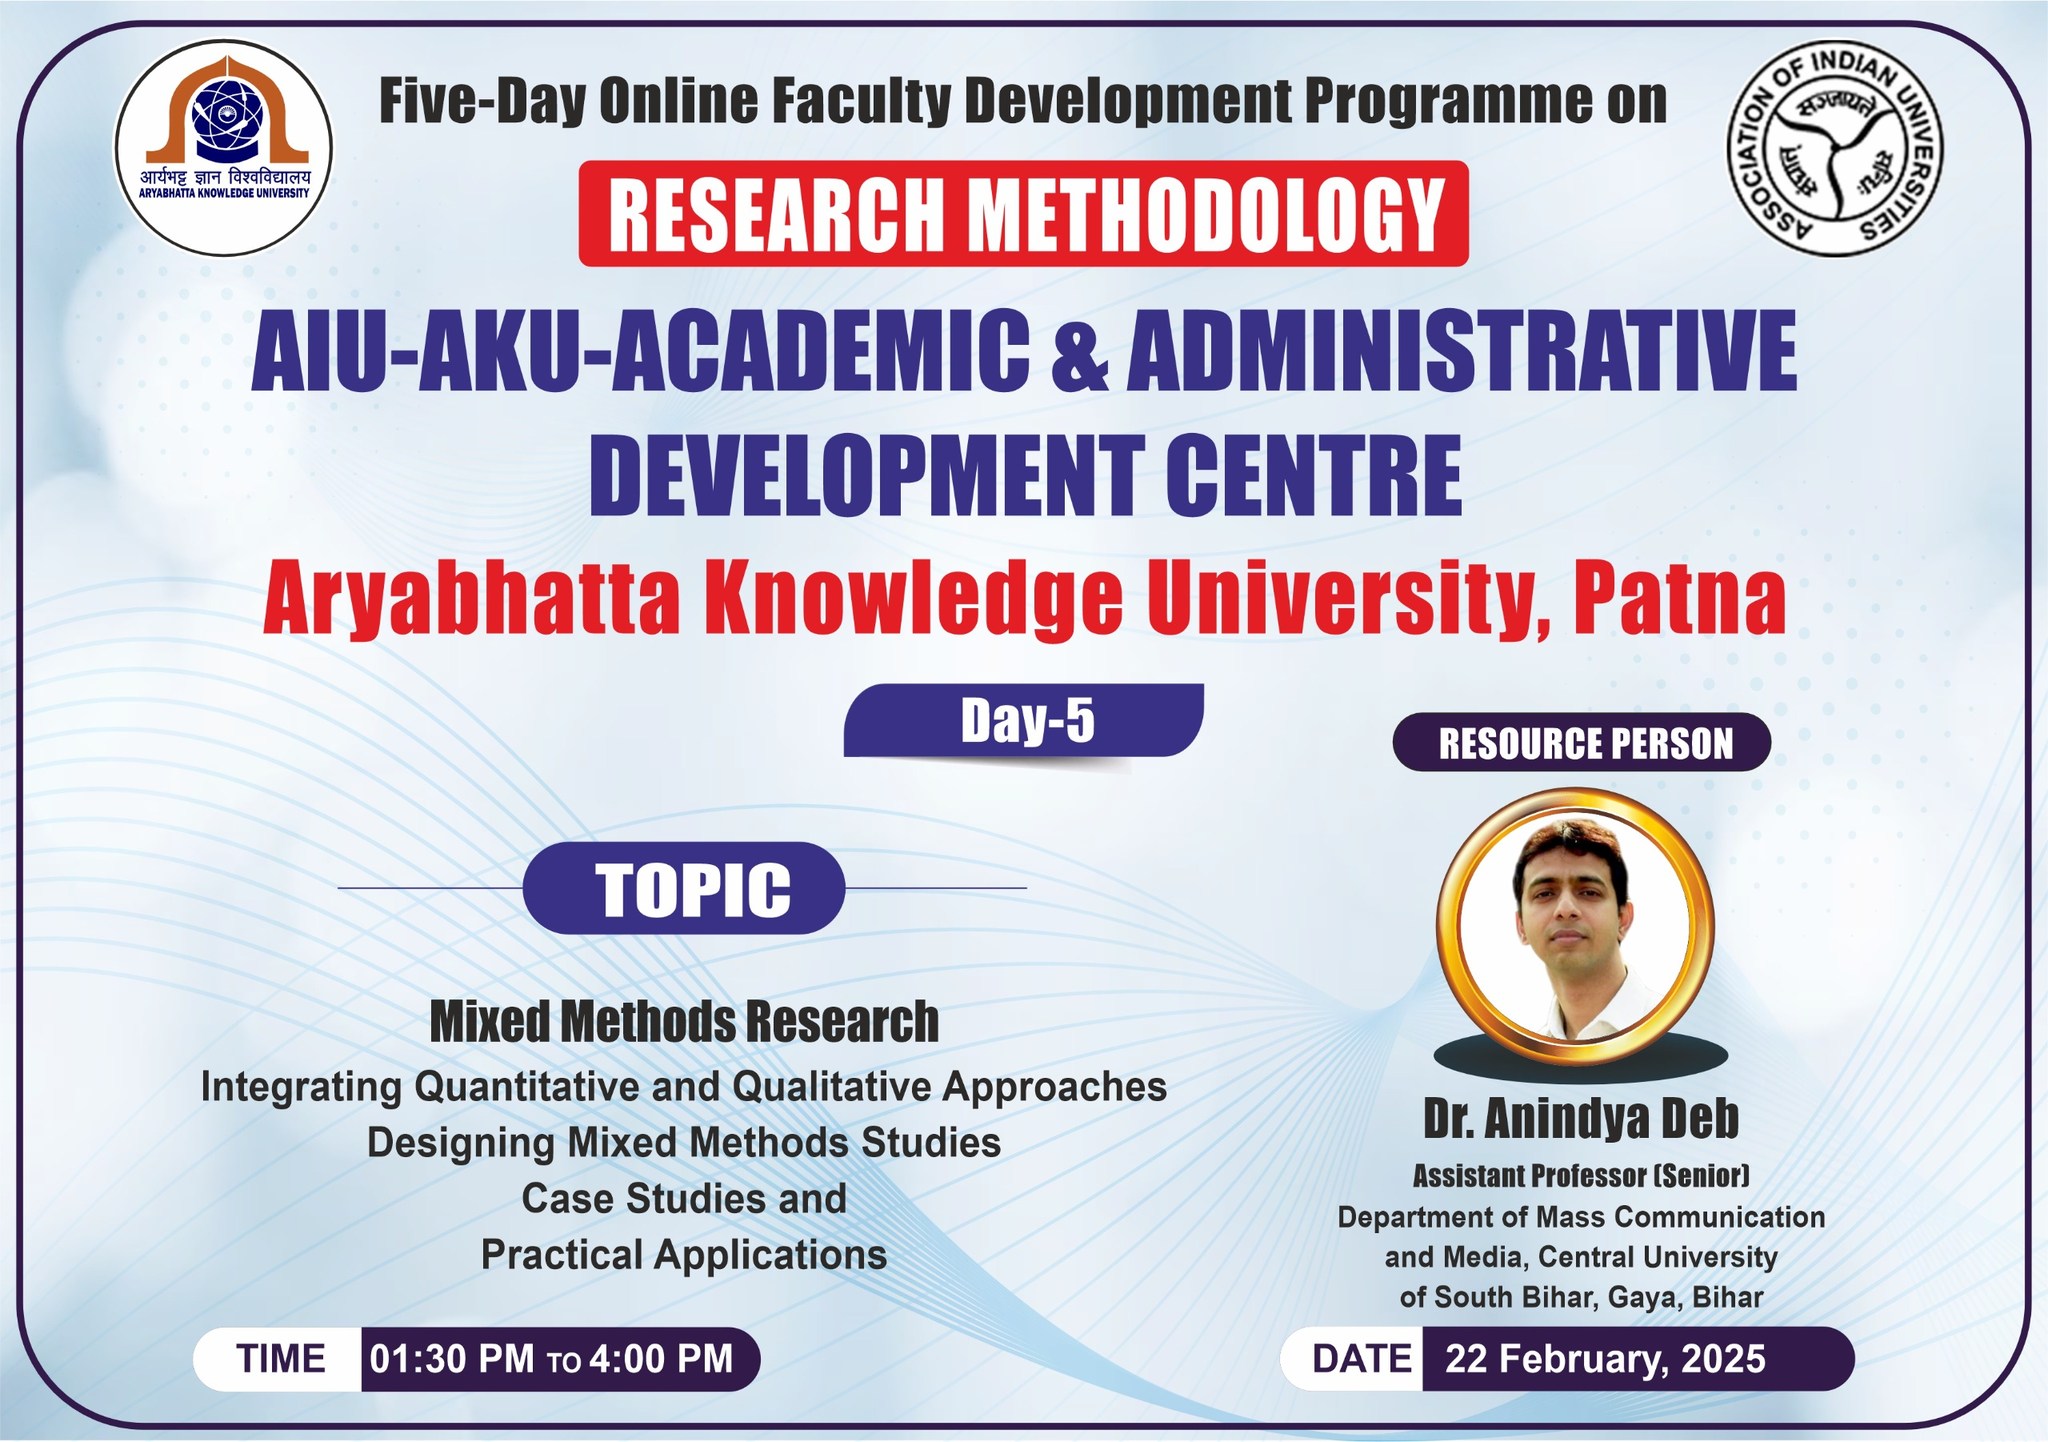 आर्यभट्ट ज्ञान विश्वविद्यालय
ARYABHATTA KNOWLEDGE UNIVERSITY
ASSOCIATION OF INDIAN UNIVERSITIES
Five-Day Online Faculty Development Programme on
RESEARCH METHODOLOGY
AIU-AKU-ACADEMIC & ADMINISTRATIVE
DEVELOPMENT CENTRE
Aryabhatta Knowledge University, Patna
Day-5
TOPIC
Mixed Methods Research
Integrating Quantitative and Qualitative Approaches
Designing Mixed Methods Studies
Case Studies and
Practical Applications
TIME 01:30 PM TO 4:00 PM
RESOURCE PERSON
Dr. Anindya Deb
Assistant Professor (Senior)
Department of Mass Communication
and Media, Central University
of South Bihar, Gaya, Bihar
DATE 22 February, 2025